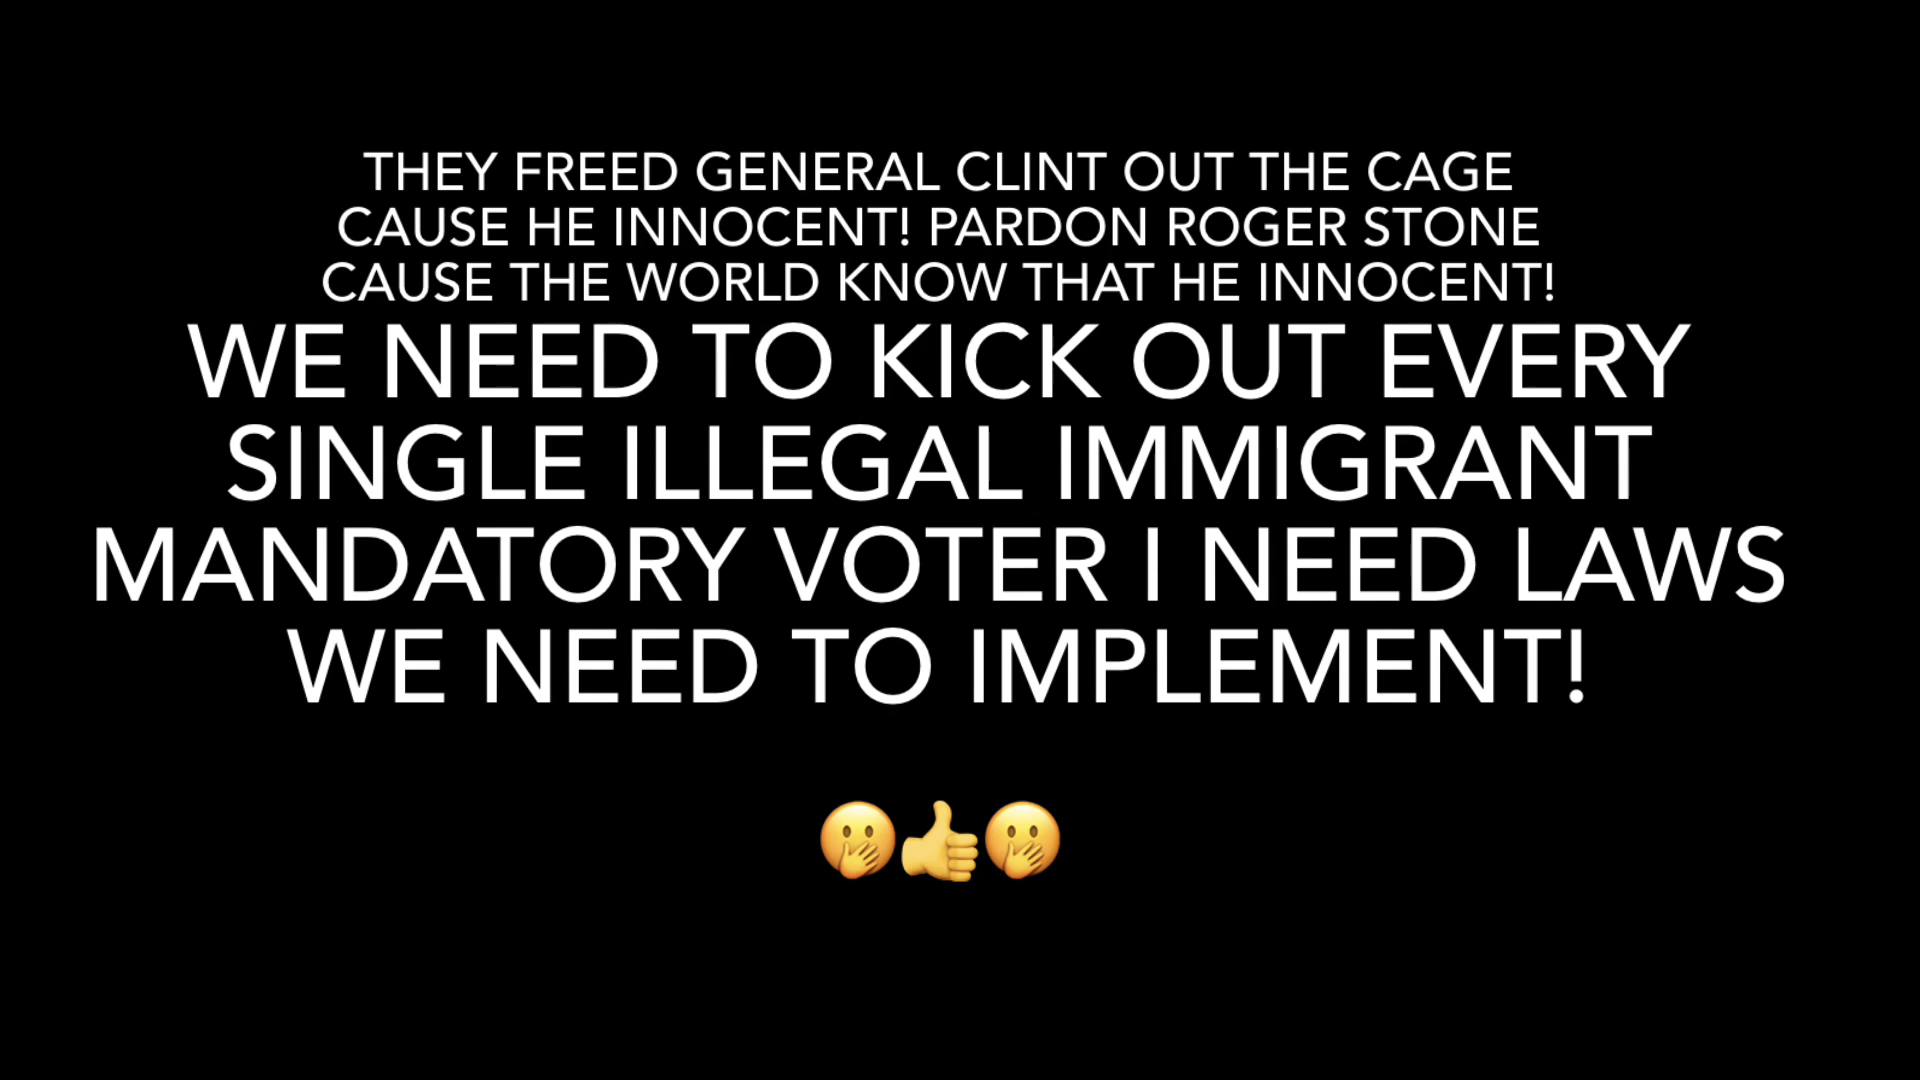 THEY FREED GENERAL CLINT OUT THE CAGE
CAUSE HE INNOCENT! PARDON ROGER STONE
CAUSE THE WORLD KNOW THAT HE INNOCENT!
WE NEED TO KICK OUT EVERY
SINGLE ILLEGAL IMMIGRANT
MANDATORY VOTER I NEED LAWS
WE NEED TO IMPLEMENT!
🤭👍🤭